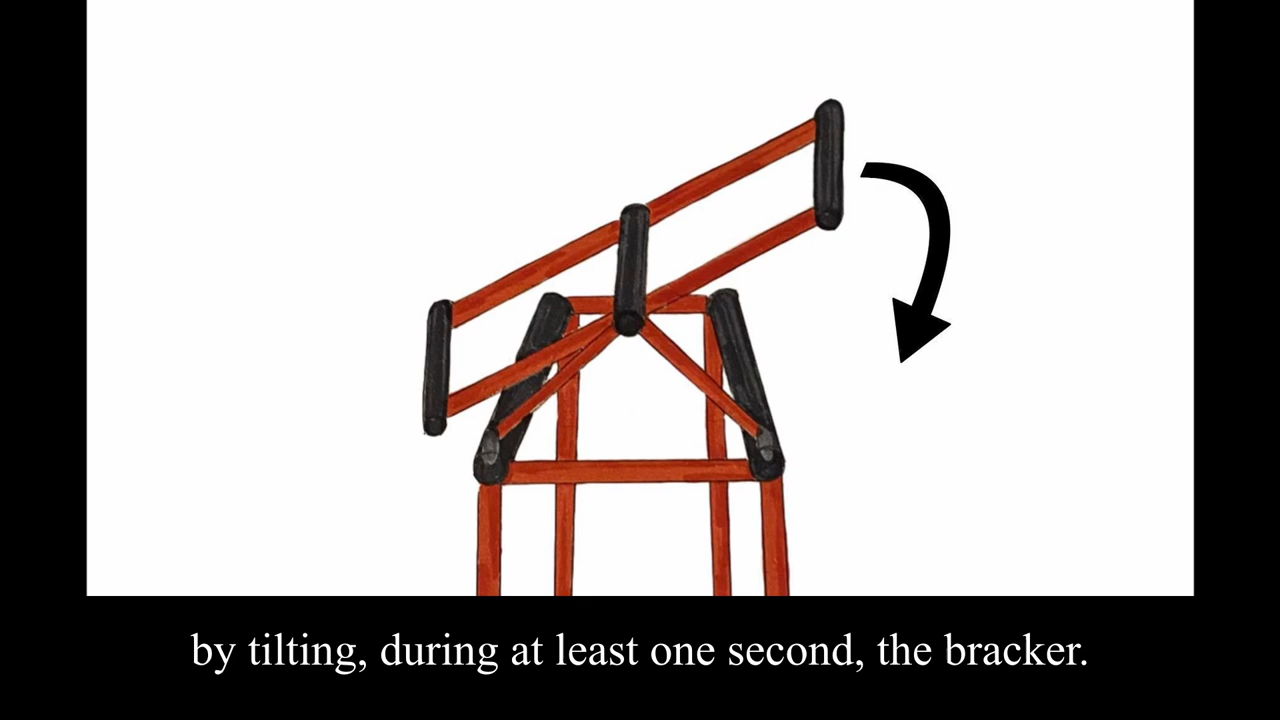 by tilting, during at least one second, the bracker.